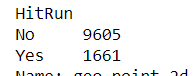 HitRun
No 9605
Yes 1661
Name: geo_point_2d